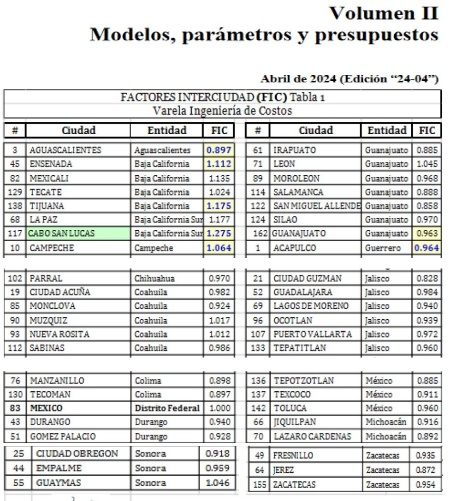 Volumen II
Modelos, parámetros y presupuestos
Abril de 2024 (Edición "24-04")
FACTORES INTERCIUDAD (FIC) Tabla 1
Varela Ingeniería de Costos
# Ciudad Entidad FIC # Ciudad Entidad FIC
3 AGUASCALIENTES Aguascalientes 0.897 61 IRAPUATO Guanajuato 0.885
45 ENSENADA Baja California 1.112 71 LEON Guanajuato 1.045
82 MEXICALI Baja California 1.135 89 MOROLEON Guanajuato 0.968
129 TECATE Baja California 1.024 114 SALAMANCA Guanajuato 0.888
138 TIJUANA Baja California 1.175 122 SAN MIGUEL ALLENDE Guanajuato 0.858
68 LA PAZ Baja California Sur 1.177 124 SILAO Guanajuato 0.970
117 CABO SAN LUCAS Baja California Sur 1.275 162 GUANAJUATO Guanajuato 0.963
10 CAMPECHE Campeche 1.064 1 ACAPULCO Guerrero 0.964
102 PARRAL Chihuahua 0.970 21 CIUDAD GUZMAN Jalisco 0.828
19 CIUDAD ACUÑA Coahuila 0.982 52 GUADALAJARA Jalisco 0.984
85 MONCLOVA Coahuila 0.924 69 LAGOS DE MORENO Jalisco 0.940
90 MUZQUIZ Coahuila 1.017 96 OCOTLAN Jalisco 0.939
93 NUEVA ROSITA Coahuila 1.012 107 PUERTO VALLARTA Jalisco 0.972
112 SABINAS Coahuila 0.986 133 TEPATITLAN Jalisco 0.960
76 MANZANILLO Colima 0.898 136 TEPOTZOTLAN México 0.885
130 TECOMAN Colima 0.897 137 TEXCOCO México 0.911
83 MEXICO Distrito Federal 1.000 142 TOLUCA México 0.960
43 DURANGO Durango 0.940 66 JIQUILPAN Michoacán 0.916
51 GOMEZ PALACIO Durango 0.928 70 LAZARO CARDENAS Michoacán 0.892
25 CIUDAD OBREGON Sonora 0.918 49 FRESNILLO Zacatecas 0.935
44 EMPALME Sonora 0.959 64 JEREZ Zacatecas 0.872
55 GUAYMAS Sonora 1.046 155 ZACATECAS Zacatecas 0.954